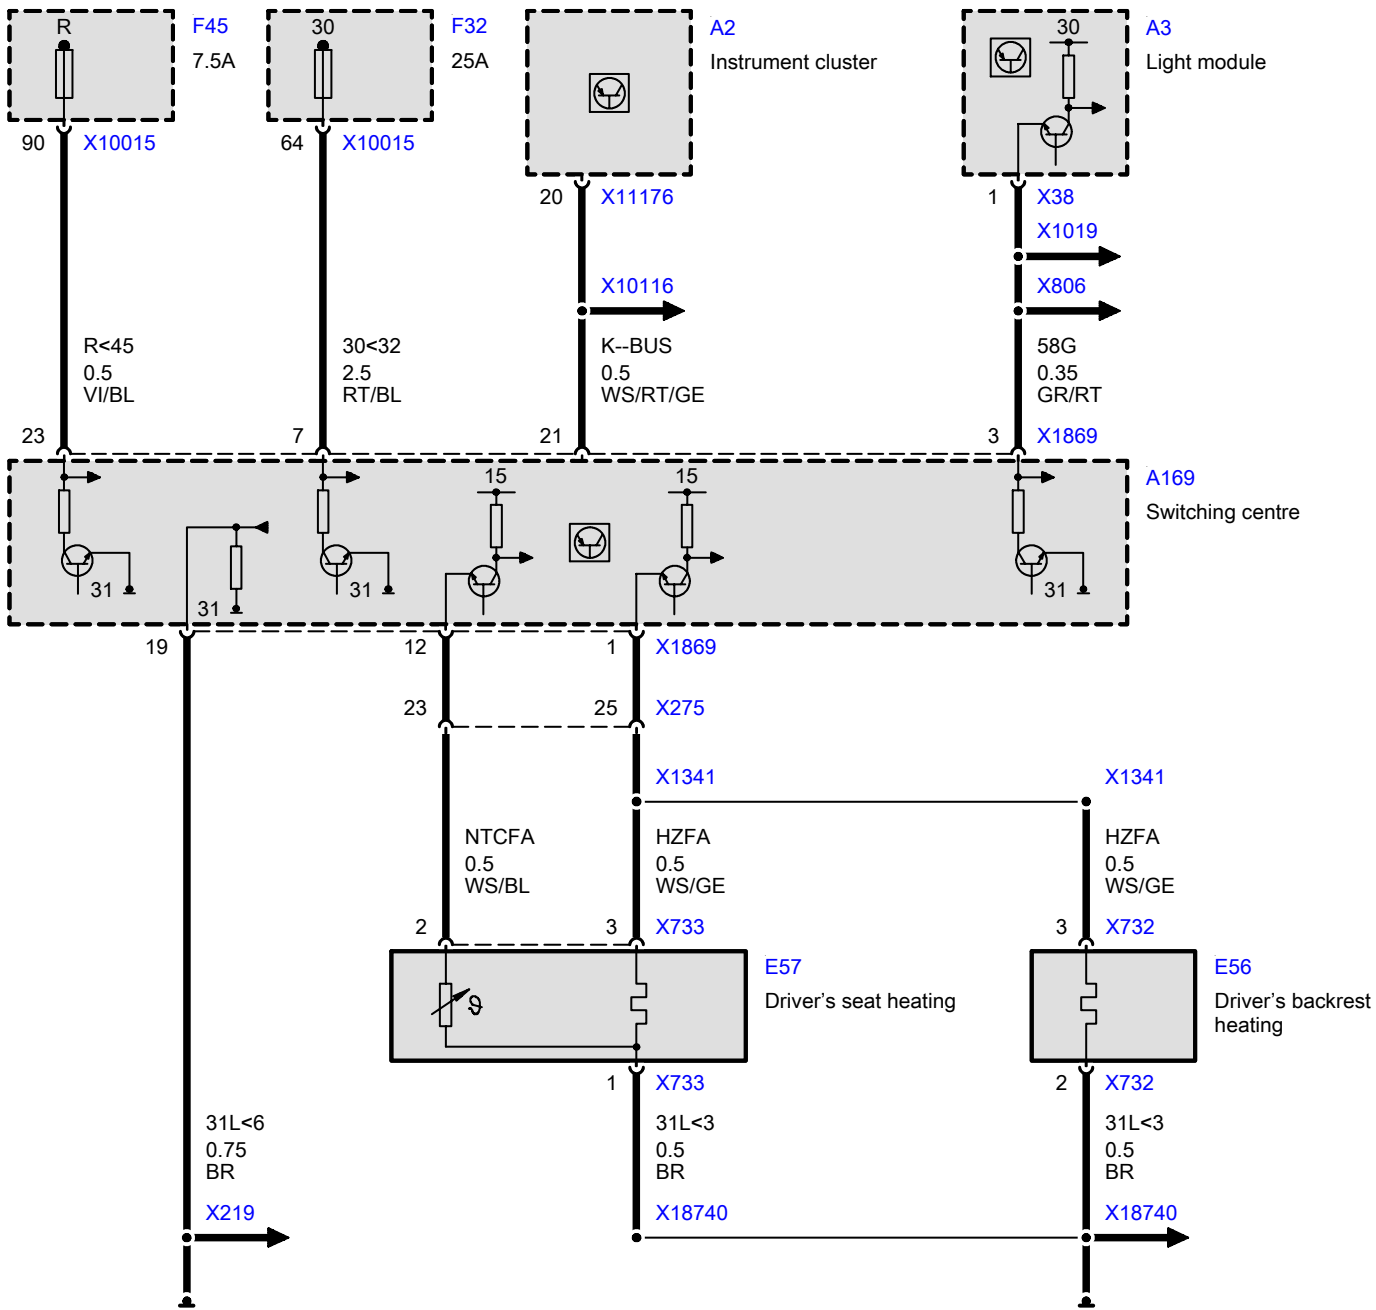 R
F45
7.5A
90
X10015
30
F32
25A
64
X10015
A2
Instrument cluster
20
X11176
X10116
30
A3
Light module
1
X38
X1019
X806
R<45
0.5
VI/BL
30<32
2.5
RT/BL
K--BUS
0.5
WS/RT/GE
58G
0.35
GR/RT
23
7
21
3
X1869
15
15
A169
Switching centre
31
31
31
31
19
12
1
X1869
23
25
X275
X1341
X1341
NTCFA
0.5
WS/BL
HZFA
0.5
WS/GE
HZFA
0.5
WS/GE
2
3
X733
3
X732
ϑ
E57
Driver's seat heating
E56
Driver's backrest
heating
1
X733
2
X732
31L<6
0.75
BR
31L<3
0.5
BR
31L<3
0.5
BR
X219
X18740
X18740